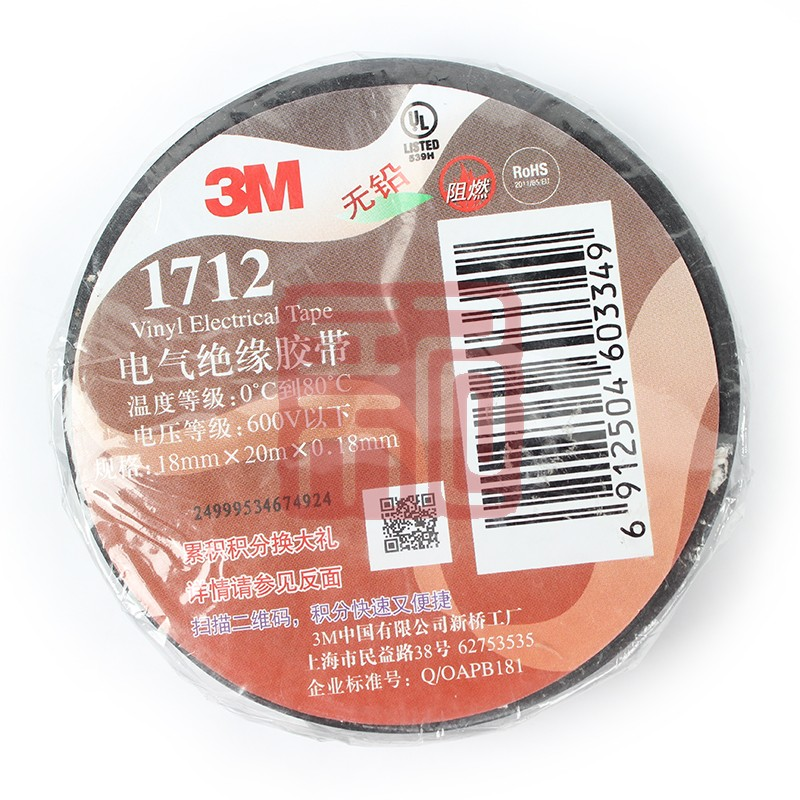 UL
LISTED
539H
3M
无铅
阻燃
RoHS
2011/65/EU
1712
Vinyl Electrical Tape
电气绝缘胶带
温度等级:0°C到80°C
电压等级:600V以下
规格:18mm×20m×0.18mm
24999534674924
累积积分换大礼
详情请参见反面
扫描二维码，积分快速又便捷
3M中国有限公司新桥工厂
上海市民益路38号 62753535
企业标准号: Q/OAPB181
6 912504 603349